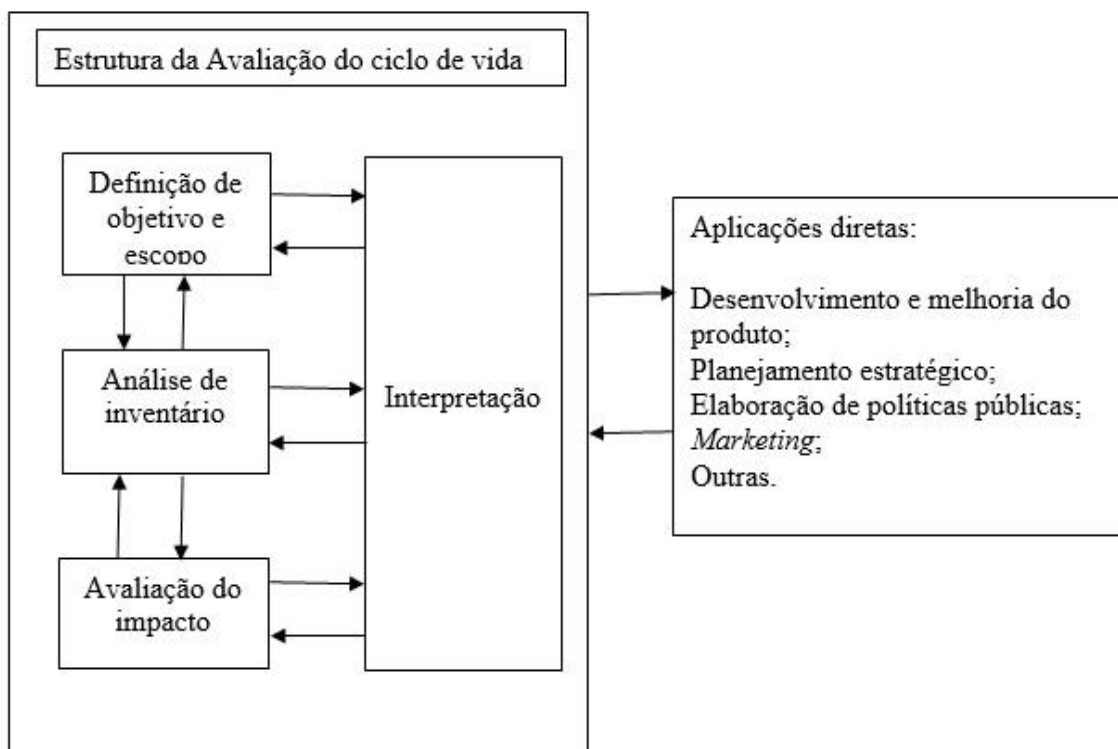 Estrutura da Avaliação do ciclo de vida
Definição de
objetivo e
escopo
Análise de
inventário
Avaliação do
impacto
Interpretação
Aplicações diretas:
Desenvolvimento e melhoria do
produto;
Planejamento estratégico;
Elaboração de políticas públicas;
Marketing;
Outras.